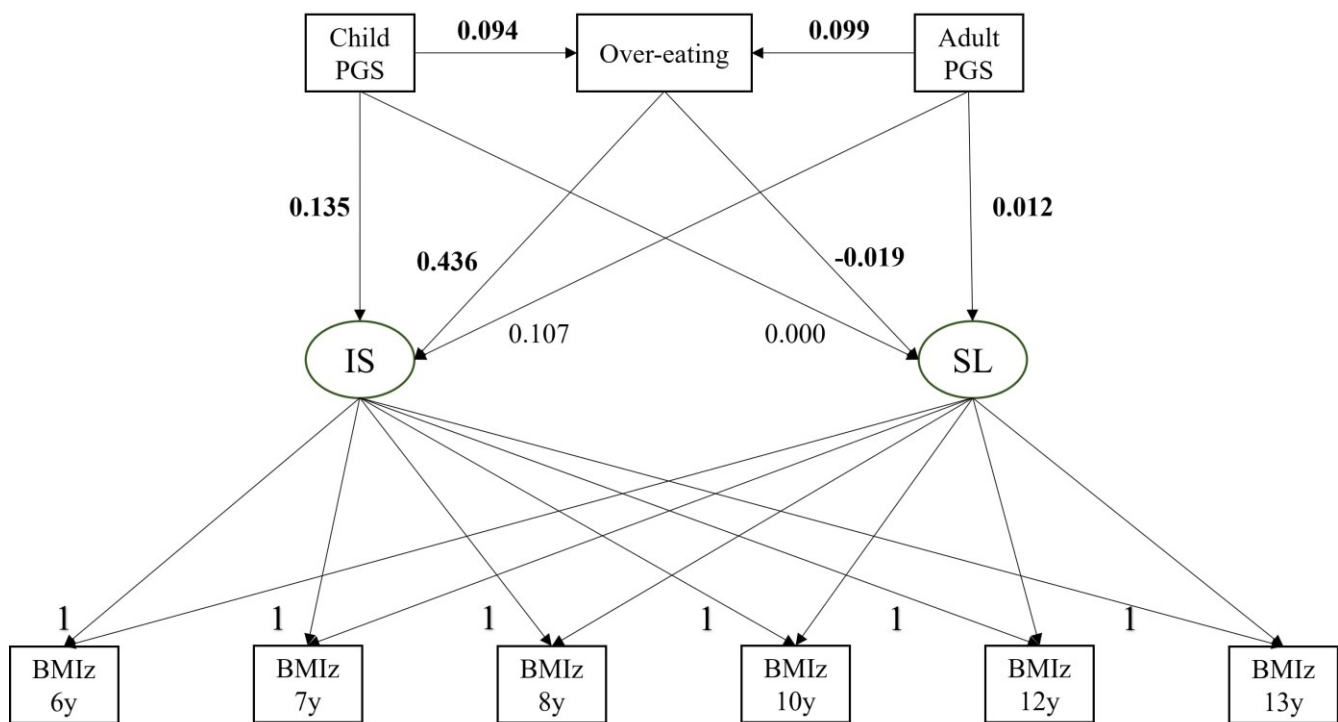 Child
PGS
0.094
Over-eating
0.099
Adult
PGS
0.135
0.436
-0.019
0.012
0.107
0.000
IS
SL
1
1
1
1
1
1
BMIz
6y
BMIz
7y
BMIz
8y
BMIz
10y
BMIz
12y
BMIz
13y